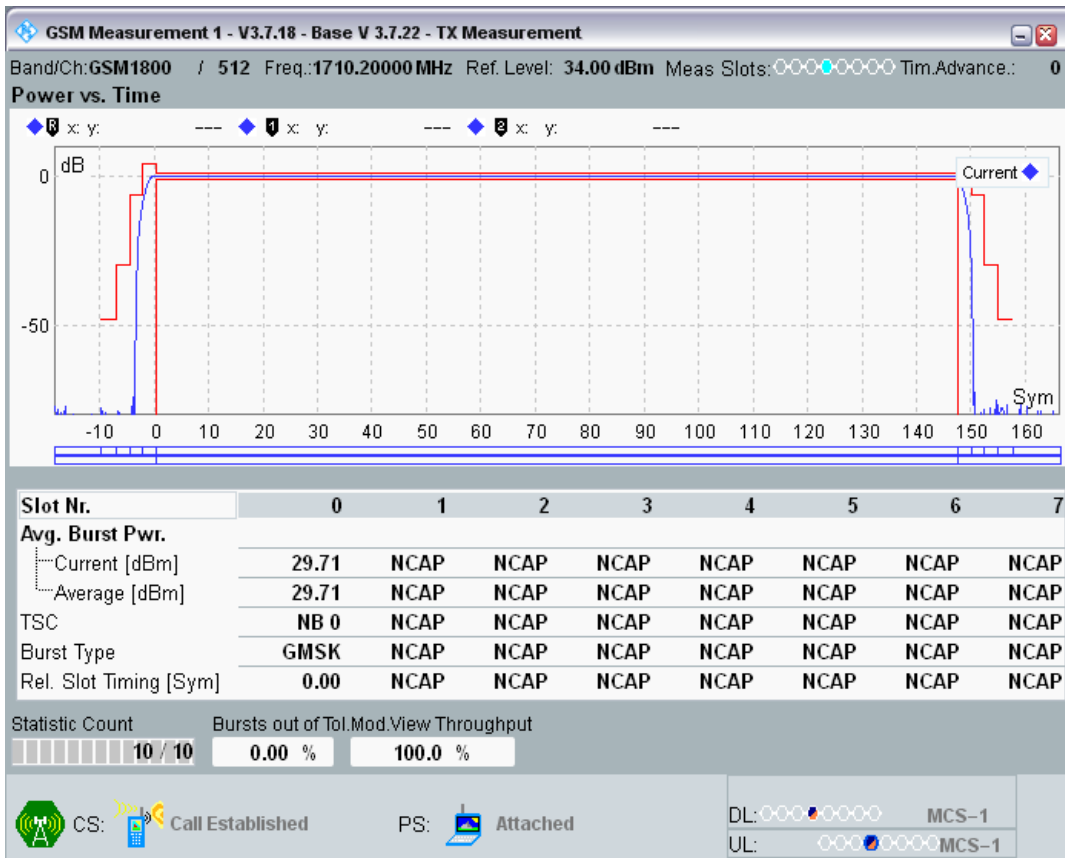 GSM Measurement 1 - V3.7.18 - Base V 3.7.22 - TX Measurement
Band/Ch:GSM1800 / 512 Freq.:1710.20000 MHz Ref. Level: 34.00 dBm Meas Slots: Tim.Advance.: 0
Power vs. Time
R x: y: --- 1 x: y: --- 2 x: y: ---
dB
Current
0
-50
Sym
-10 0 10 20 30 40 50 60 70 80 90 100 110 120 130 140 150 160
Slot Nr. 0 1 2 3 4 5 6 7
Avg. Burst Pwr.
Current [dBm] 29.71 NCAP NCAP NCAP NCAP NCAP NCAP NCAP
Average [dBm] 29.71 NCAP NCAP NCAP NCAP NCAP NCAP NCAP
TSC NB 0 NCAP NCAP NCAP NCAP NCAP NCAP NCAP
Burst Type GMSK NCAP NCAP NCAP NCAP NCAP NCAP NCAP
Rel. Slot Timing [Sym] 0.00 NCAP NCAP NCAP NCAP NCAP NCAP NCAP
Statistic Count Bursts out of Tol.Mod.View Throughput
10 / 10 0.00 % 100.0 %
CS: Call Established PS: Attached
DL: MCS-1
UL: MCS-1